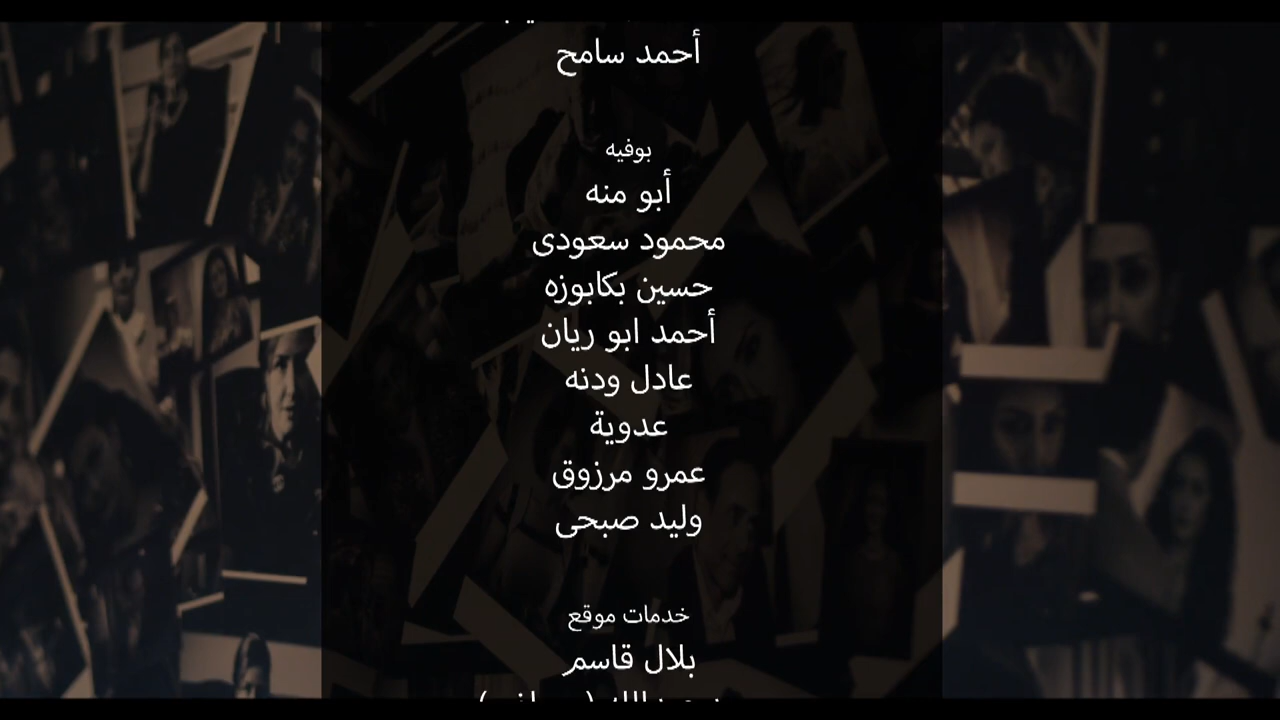 أحمد سامح
بوفيه
أبو منه
محمود سعودى
حسين بكابوزه
أحمد ابو ريان
عادل ودنه
عدوية
عمرو مرزوق
وليد صبحى
خدمات موقع
بلال قاسم